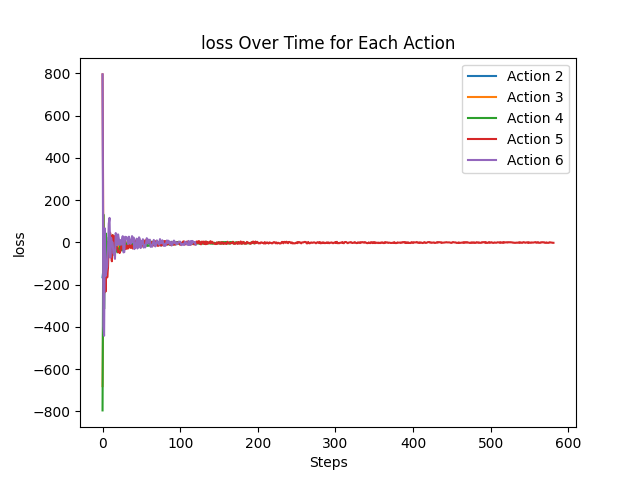 loss Over Time for Each Action
800
600
400
200
0
−200
−400
−600
−800
loss
0 100 200 300 400 500 600
Steps
Action 2
Action 3
Action 4
Action 5
Action 6